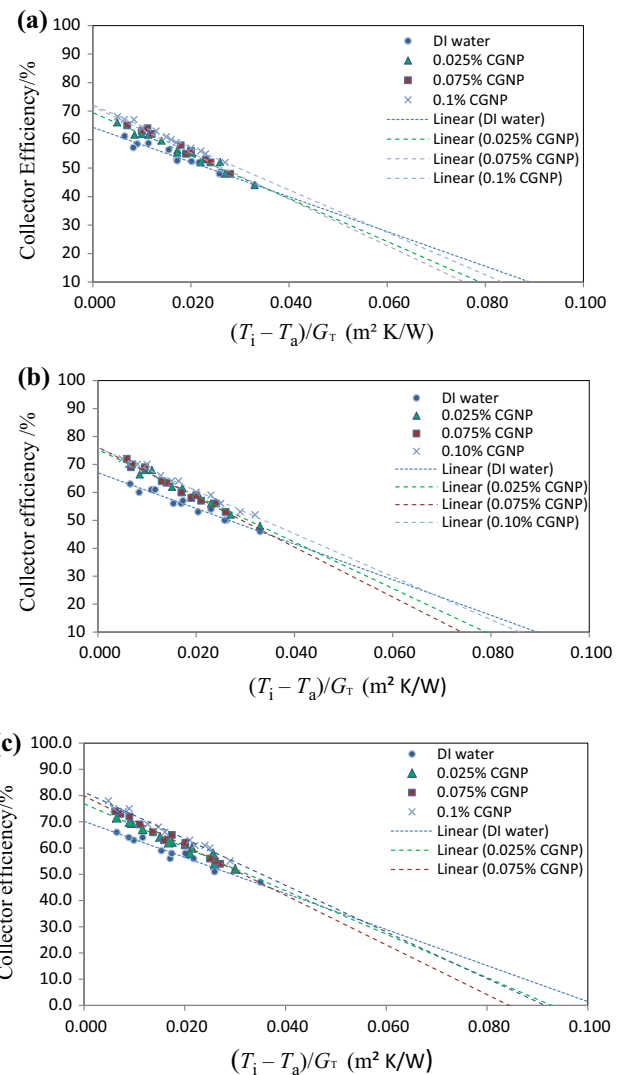 (a)
100
90
80
70
60
50
40
30
20
10
Collector Efficiency/%
DI water
0.025% CGNP
0.075% CGNP
0.1% CGNP
Linear (DI water)
Linear (0.025% CGNP)
Linear (0.075% CGNP)
Linear (0.1% CGNP)
0.000 0.020 0.040 0.060 0.080 0.100
(Ti – Ta)/GT (m² K/W)
(b)
100
90
80
70
60
50
40
30
20
10
Collector efficiency /%
DI water
0.025% CGNP
0.075% CGNP
0.10% CGNP
Linear (DI water)
Linear (0.025% CGNP)
Linear (0.075% CGNP)
Linear (0.10% CGNP)
0.000 0.020 0.040 0.060 0.080 0.100
(Ti – Ta)/GT (m² K/W)
(c)
100.0
90.0
80.0
70.0
60.0
50.0
40.0
30.0
20.0
10.0
0.0
Collector efficiency/%
DI water
0.025% CGNP
0.075% CGNP
0.1% CGNP
Linear (DI water)
Linear (0.025% CGNP)
Linear (0.075% CGNP)
0.000 0.020 0.040 0.060 0.080 0.100
(Ti – Ta)/GT (m² K/W)